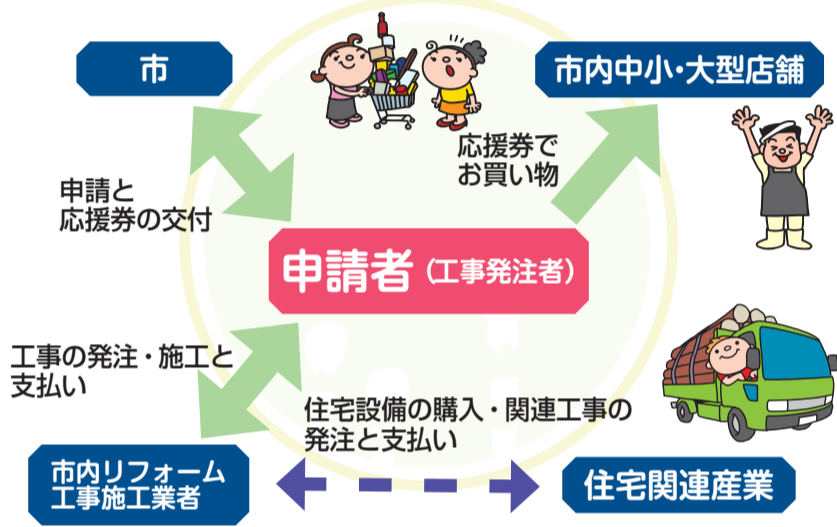 市
市内中小・大型店舗
応援券で
お買い物
申請と
応援券の交付
申請者（工事発注者）
工事の発注・施工と
支払い
住宅設備の購入・関連工事の
発注と支払い
市内リフォーム
工事施工業者
住宅関連産業